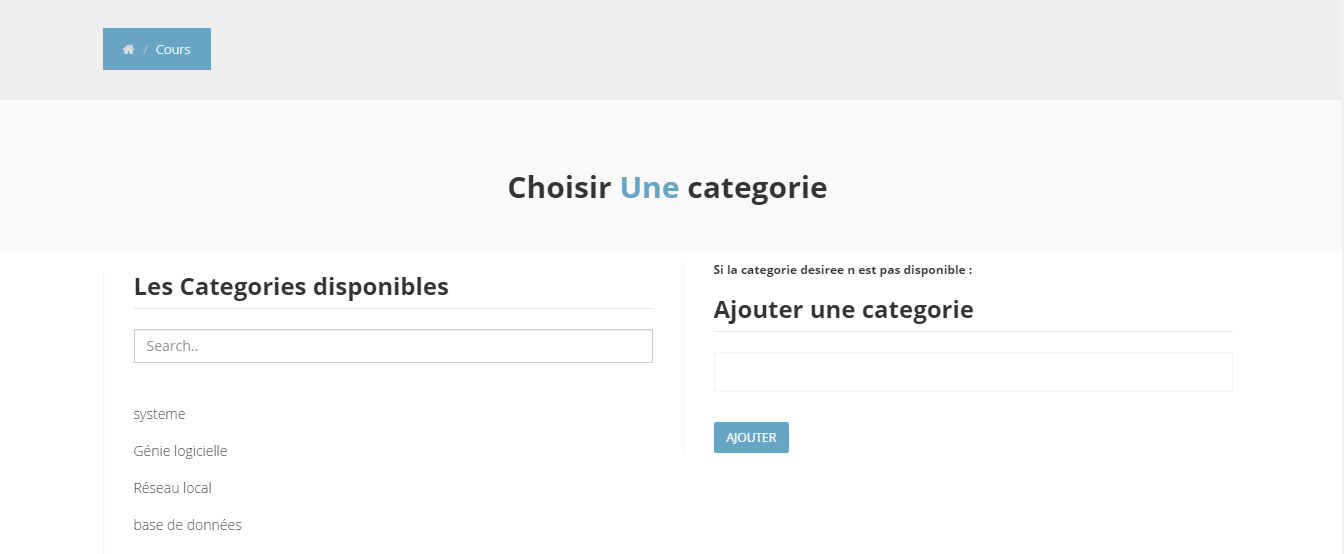 / Cours
Choisir Une categorie
Les Categories disponibles
Search..
systeme
Génie logicielle
Réseau local
base de données
Si la categorie desiree n est pas disponible :
Ajouter une categorie
AJOUTER